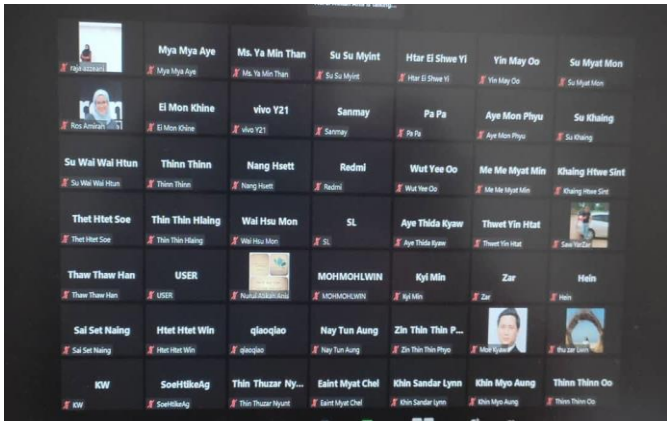 is talking...
Mya Mya Aye
Ms. Ya Min Than
Su Su Myint
Htar Ei Shwe Yi
Yin May Oo
Su Myat Mon
raja azzeani
Mya Mya Aye
Ms. Ya Min Than
Su Su Myint
Htar Ei Shwe Yi
Yin May Oo
Su Myat Mon
Ei Mon Khine
vivo Y21
Sanmay
Pa Pa
Aye Mon Phyu
Su Khaing
Ros Amirah
Ei Mon Khine
vivo Y21
Sanmay
Pa Pa
Aye Mon Phyu
Su Khaing
Su Wai Wai Htun
Thinn Thinn
Nang Hsett
Redmi
Wut Yee Oo
Me Me Myat Min
Khaing Htwe Sint
Su Wai Wai Htun
Thinn Thinn
Nang Hsett
Redmi
Wut Yee Oo
Me Me Myat Min
Khaing Htwe Sint
Thet Htet Soe
Thin Thin Hlaing
Wai Hsu Mon
SL
Aye Thida Kyaw
Thwet Yin Htat
Thet Htet Soe
Thin Thin Hlaing
Wai Hsu Mon
SL
Aye Thida Kyaw
Thwet Yin Htat
Saw YanZar
Thaw Thaw Han
USER
MOHMOHLWIN
Kyi Min
Zar
Hein
Thaw Thaw Han
USER
Nurul Atikah Anis
MOHMOHLWIN
Kyi Min
Zar
Hein
Sai Set Naing
Htet Htet Win
qiaoqiao
Nay Tun Aung
Zin Thin Thin P...
Sai Set Naing
Htet Htet Win
qiaoqiao
Nay Tun Aung
Zin Thin Thin Phyo
Moe Kyaw
thu zar Lwin
KW
SoeHtikeAg
Thin Thuzar Ny...
Eaint Myat Chel
Khin Sandar Lynn
Khin Myo Aung
Thinn Thinn Oo
KW
SoeHtikeAg
Thin Thuzar Nyunt
Eaint Myat Chel
Khin Sandar Lynn
Khin Myo Aung
Thinn Thinn Oo